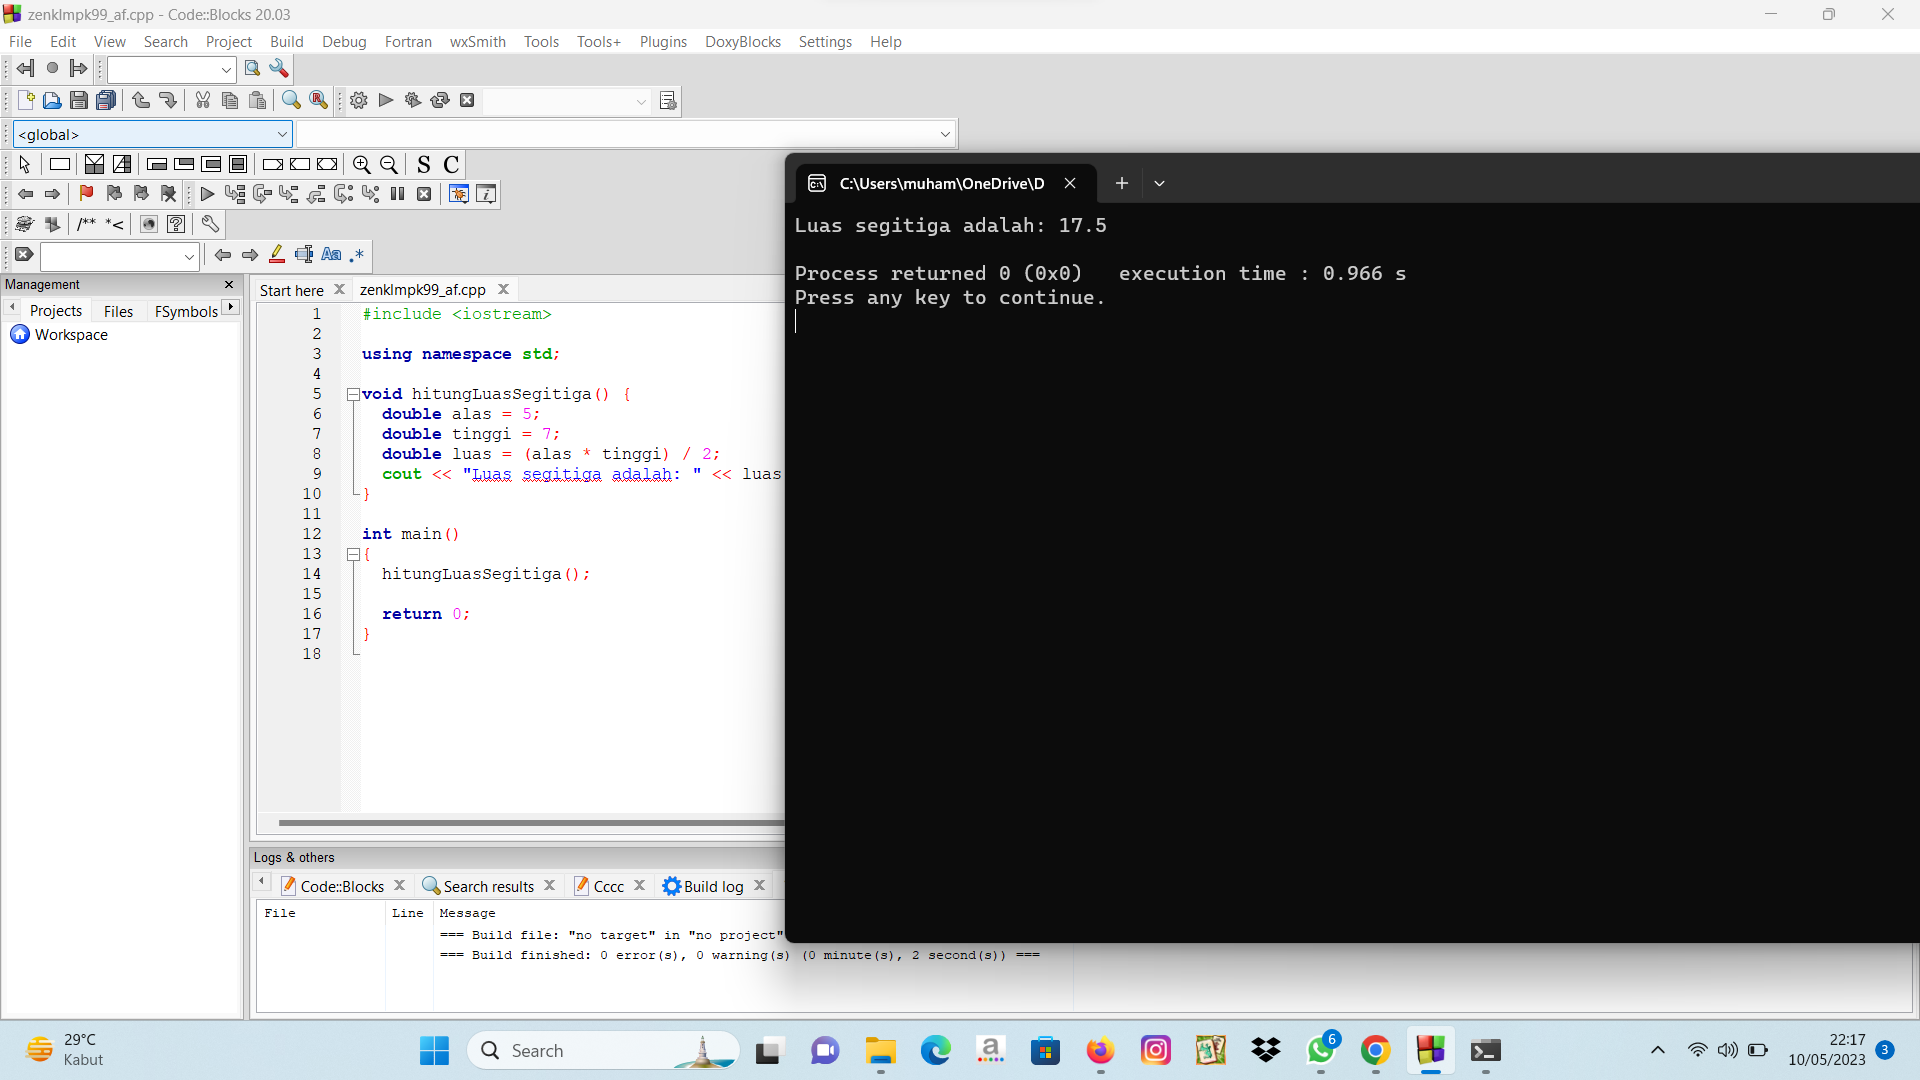 zenklmpk99_af.cpp - Code::Blocks 20.03
File Edit View Search Project Build Debug Fortran wxSmith Tools Tools+ Plugins DoxyBlocks Settings Help
<global>
S C
/** *<
Aa .*
Management
Projects Files FSymbols
Workspace
Start here zenklmpk99_af.cpp
1 #include <iostream>
2
3 using namespace std;
4
5 void hitungLuasSegitiga() {
6 double alas = 5;
7 double tinggi = 7;
8 double luas = (alas * tinggi) / 2;
9 cout << "Luas segitiga adalah: " << luas
10 }
11
12 int main()
13 {
14 hitungLuasSegitiga();
15
16 return 0;
17 }
18
C:\Users\muham\OneDrive\D
Luas segitiga adalah: 17.5
Process returned 0 (0x0) execution time : 0.966 s
Press any key to continue.
Logs & others
Code::Blocks Search results Cccc Build log
File Line Message
=== Build file: "no target" in "no project"
=== Build finished: 0 error(s), 0 warning(s) (0 minute(s), 2 second(s)) ===
29°C
Kabut
Search
a
6
22:17
10/05/2023
3